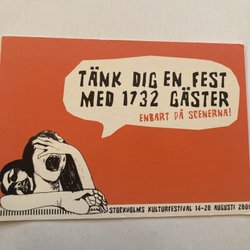 TÄNK DIG EN FEST
MED 1732 GÄSTER
ENBART PÅ SCENERNA!
STOCKHOLMS KULTURFESTIVAL 14-20 AUGUSTI